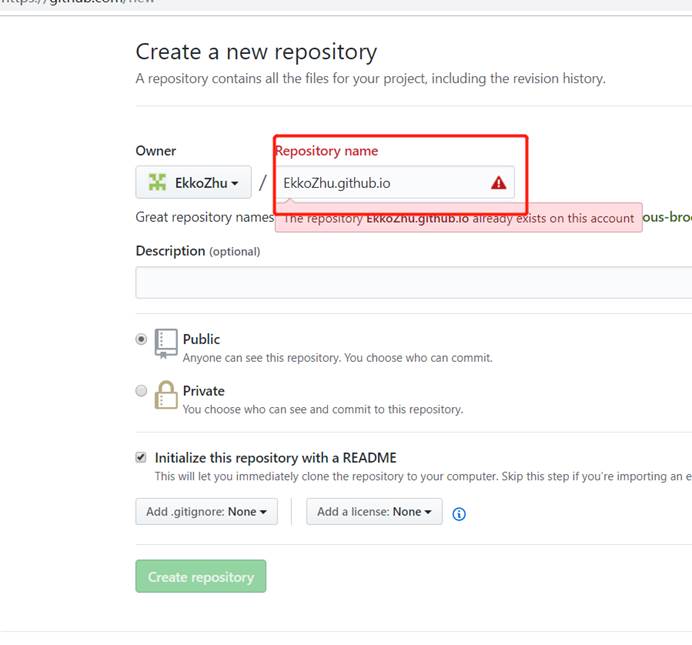 https://github.com/new
Create a new repository
A repository contains all the files for your project, including the revision history.
Owner
Repository name
EkkoZhu
/
EkkoZhu.github.io
Great repository names
The repository EkkoZhu.github.io already exists on this account
ous-bro
Description (optional)
Public
Anyone can see this repository. You choose who can commit.
Private
You choose who can see and commit to this repository.
Initialize this repository with a README
This will let you immediately clone the repository to your computer. Skip this step if you're importing an e
Add .gitignore: None
Add a license: None
Create repository